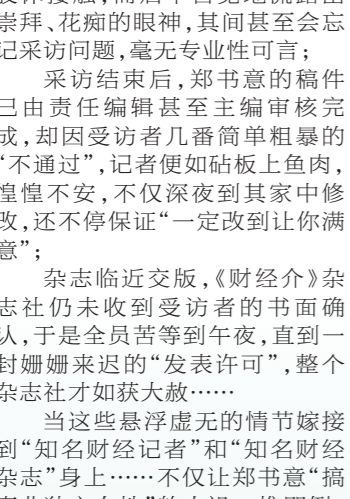 崇拜、花痴的眼神,其间甚至会忘
记采访问题,毫无专业性可言;
采访结束后,郑书意的稿件
已由责任编辑甚至主编审核完
成,却因受访者几番简单粗暴的
“不通过”,记者便如砧板上鱼肉,
惶惶不安,不仅深夜到其家中修
改,还不停保证“一定改到让你满
意”;
杂志临近交版,《财经介》杂
志社仍未收到受访者的书面确
认,于是全员苦等到午夜,直到一
封姗姗来迟的“发表许可”,整个
杂志社才如获大赦……
当这些悬浮虚无的情节嫁接
到“知名财经记者”和“知名财经
杂志”身上……不仅让郑书意“搞